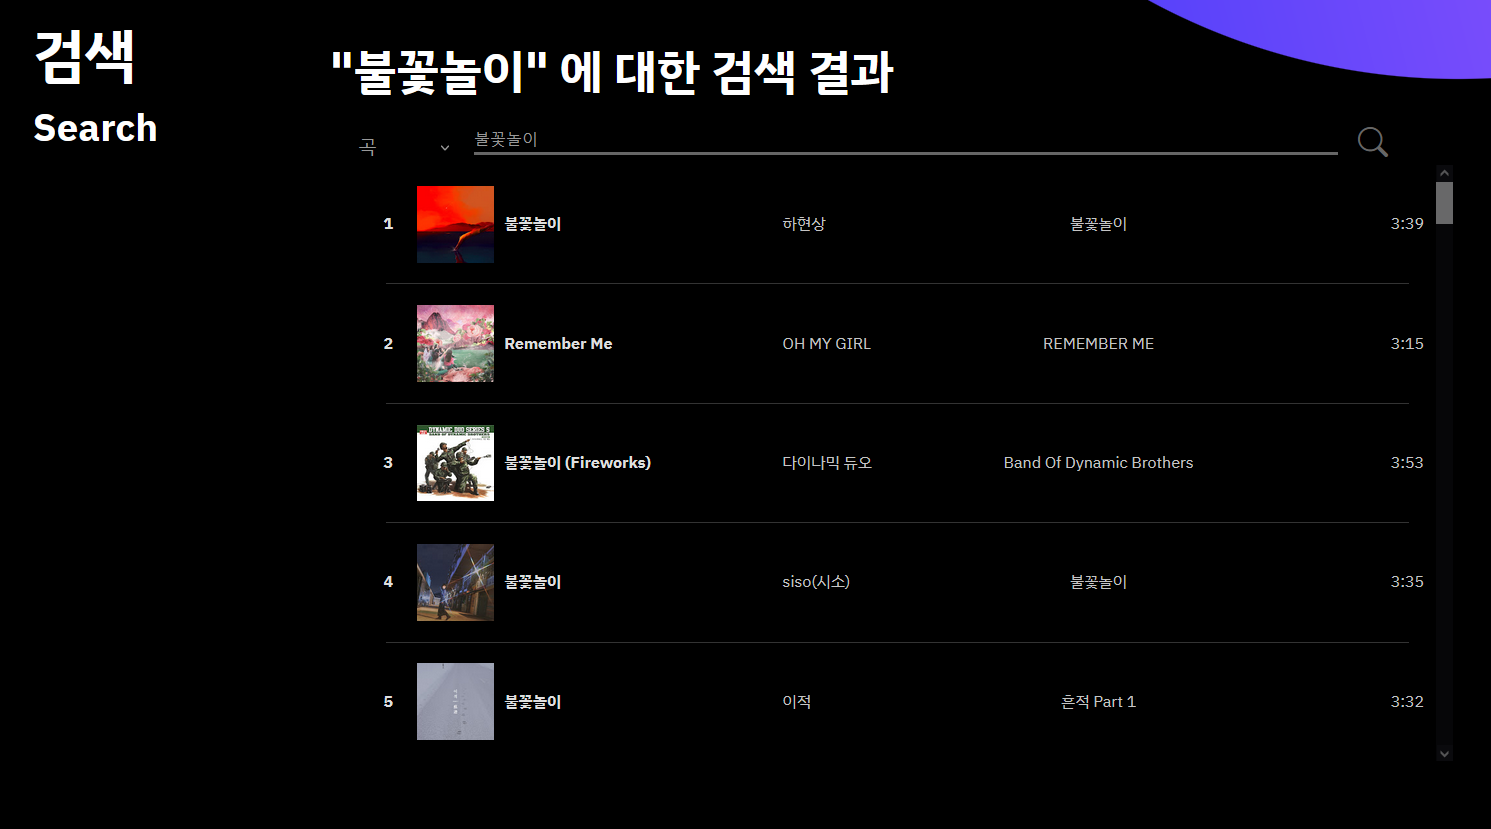 검색
Search
"불꽃놀이" 에 대한 검색 결과
곡
불꽃놀이
1 불꽃놀이 하현상 불꽃놀이 3:39
2 Remember Me OH MY GIRL REMEMBER ME 3:15
DYNAMIC DUO SERIES 5
BAND OF DYNAMIC BROTHERS
3 불꽃놀이 (Fireworks) 다이나믹 듀오 Band Of Dynamic Brothers 3:53
4 불꽃놀이 siso(시소) 불꽃놀이 3:35
5 불꽃놀이 이적 흔적 Part 1 3:32